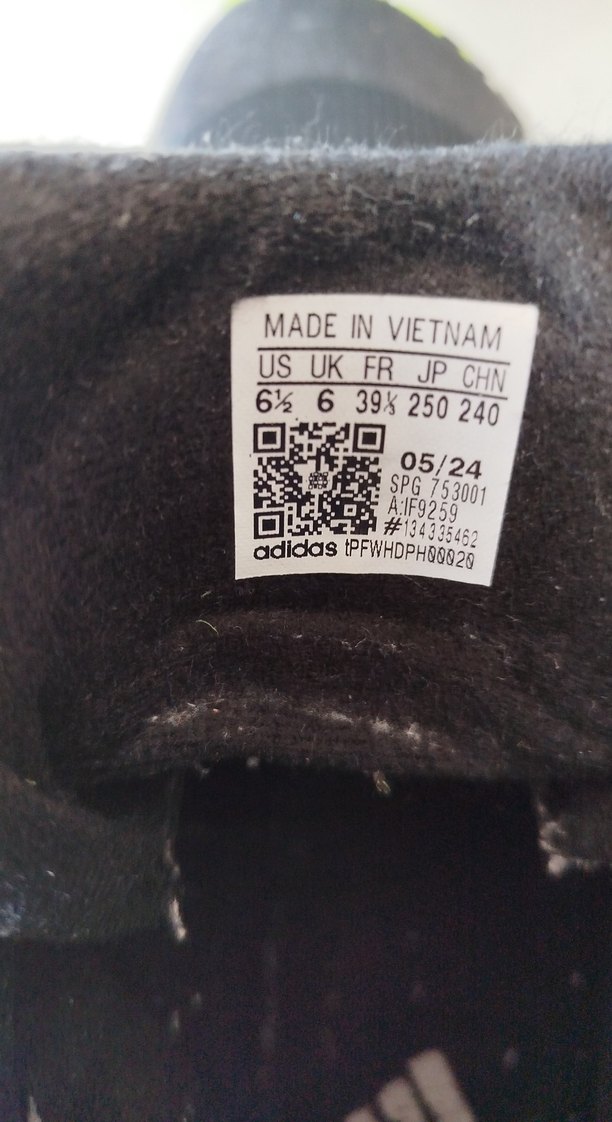 MADE IN VIETNAM
US UK FR JP CHN
6½ 6 39⅓ 250 240
05/24
SPG 753001
A:IF9259
#134335462
adidas tPFWHDPH00020